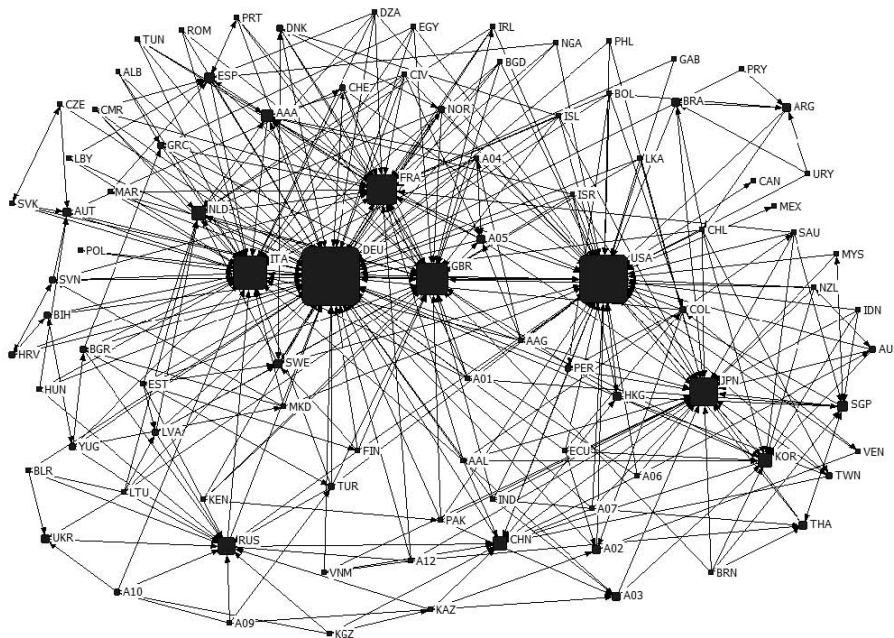 DZA
PRT
ROM
DNK
EGY
IRL
TUN
NGA
PHL
GAB
BGD
PRY
ALB
ESP
CHE
CIV
BOL
CZE
CMR
AAA
NOR
ISL
BRA
ARG
GRC
LBY
A04
LKA
URY
CAN
MAR
FRA
ISR
SVK
AUT
NLD
MEX
CHL
SAU
A05
POL
ITA
DEU
GBR
USA
MYS
SVN
NZL
BIH
COL
IDN
HRV
BGR
AAG
AU
SWE
PER
HUN
EST
A01
JPN
MKD
HKG
SGP
YUG
LVA
FIN
AAL
ECU
KOR
VEN
BLR
A06
TWN
LTU
TUR
KEN
IND
A07
PAK
THA
UKR
RUS
CHN
A02
A12
VNM
BRN
A10
A03
KAZ
A09
KGZ